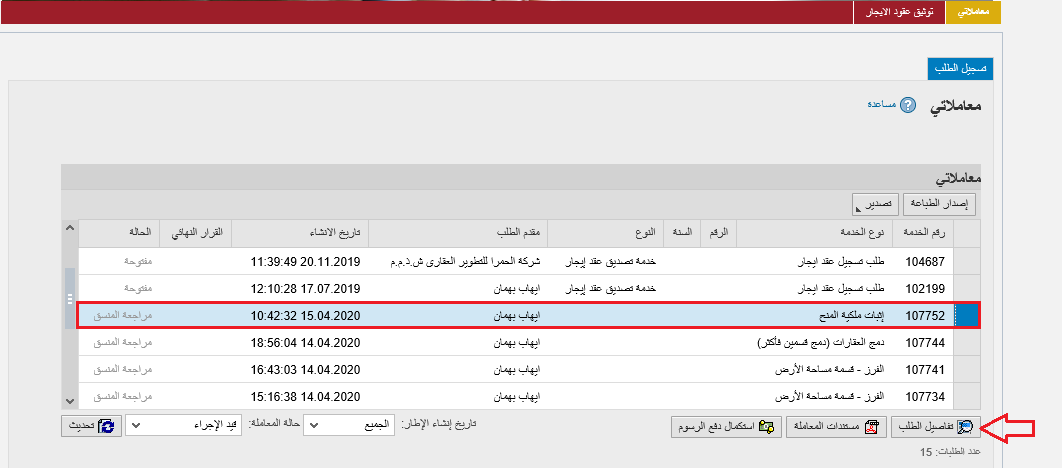 معاملاتي توثيق عقود الايجار
تسجيل الطلب
معاملاتي ? مساعدة
معاملاتي
إصدار الطباعة تصدير
رقم الخدمة نوع الخدمة الرقم السنة النوع مقدم الطلب تاريخ الانشاء القرار النهائي الحالة
104687 طلب تسجيل عقد ايجار خدمة تصديق عقد إيجار شركة الحمرا للتطوير العقارى ش.ذ.م.م 11:39:49 20.11.2019 مفتوحة
102199 طلب تسجيل عقد ايجار خدمة تصديق عقد إيجار ايهاب بهمان 12:10:28 17.07.2019 مفتوحة
107752 إثبات ملكية المنح ايهاب بهمان 10:42:32 15.04.2020 مراجعة المنسق
107744 دمج العقارات (دمج قسمين فأكثر) ايهاب بهمان 18:56:04 14.04.2020 مراجعة المنسق
107741 الفرز - قسمة مساحة الأرض ايهاب بهمان 16:43:03 14.04.2020 مراجعة المنسق
107734 الفرز - قسمة مساحة الأرض ايهاب بهمان 15:16:38 14.04.2020 مراجعة المنسق
تفاصيل الطلب مستندات المعاملة استكمال دفع الرسوم تاريخ إنشاء الإطار: الجميع حالة المعاملة: قيد الإجراء تحديث
عدد الطلبات: 15